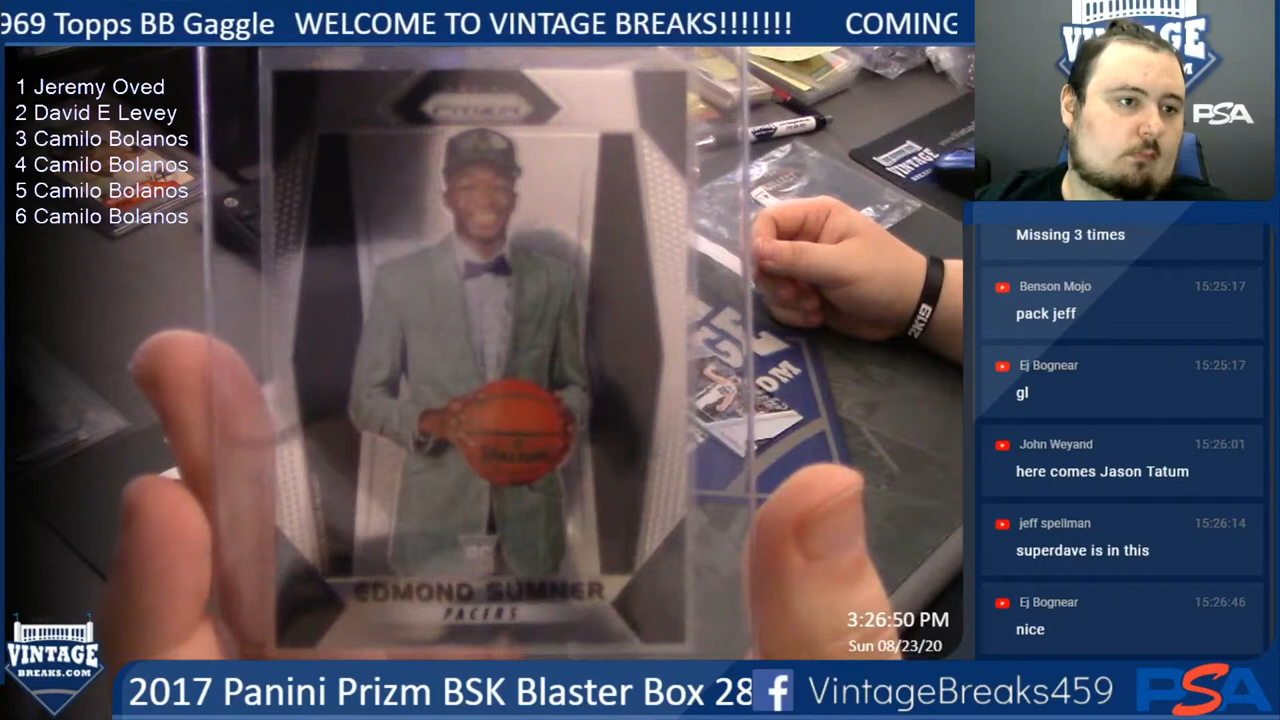 969 Topps BB Gaggle WELCOME TO VINTAGE BREAKS!!!!!!! COMING
1 Jeremy Oved
2 David E Levey
3 Camilo Bolanos
4 Camilo Bolanos
5 Camilo Bolanos
6 Camilo Bolanos
PRIZM
EDMOND SUMNER
PACERS
RC
SPALDING
2K19
VINTAGE
PSA
Missing 3 times
Benson Mojo 15:25:17
pack jeff
Ej Bognear 15:25:17
gl
John Weyand 15:26:01
here comes Jason Tatum
jeff spellman 15:26:14
superdave is in this
Ej Bognear 15:26:46
nice
3:26:50 PM
Sun 08/23/20
VINTAGE
BREAKS.COM
2017 Panini Prizm BSK Blaster Box 28
f VintageBreaks459
PSA